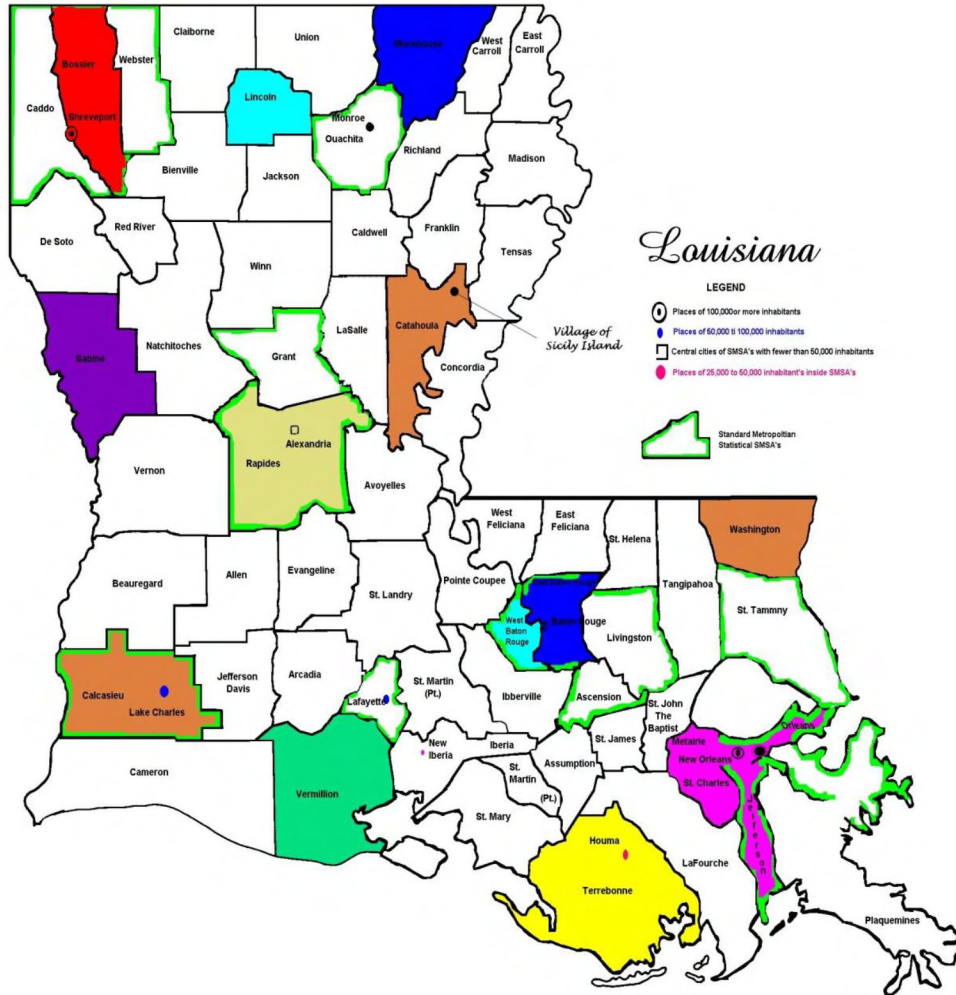 Claiborne
Union
Morehouse
West
Carroll
East
Carroll
Bossier
Webster
Caddo
Shreveport
Lincoln
Monroe
Ouachita
Richland
Madison
Bienville
Jackson
De Soto
Red River
Caldwell
Franklin
Tensas
Winn
Natchitoches
LaSalle
Catahoula
Village of
Sicily Island
Concordia
Sabine
Grant
Alexandria
Rapides
Vernon
Avoyelles
Louisiana
LEGEND
Places of 100,000or more inhabitants
Places of 50,000 ti 100,000 inhabitants
Central cities of SMSA's with fewer than 50,000 inhabitants
Places of 25,000 to 50,000 inhabitant's inside SMSA's
Standard Metropoltian
Statistical SMSA's
West
Feliciana
East
Feliciana
St. Helena
Washington
Beauregard
Allen
Evangeline
St. Landry
Pointe Coupee
Tangipahoa
St. Tammny
West
Baton
Rouge
Baton Rouge
Livingston
Calcasieu
Lake Charles
Jefferson
Davis
Arcadia
Lafayette
St. Martin
(Pt.)
Ibberville
Ascension
St. John
The
Baptist
St. James
Orleans
Metairie
New Orleans
St. Charles
Jefferson
Cameron
Vermillion
New
Iberia
Iberia
St.
Martin
(Pt.)
Assumption
St. Mary
Houma
Terrebonne
LaFourche
Plaquemines